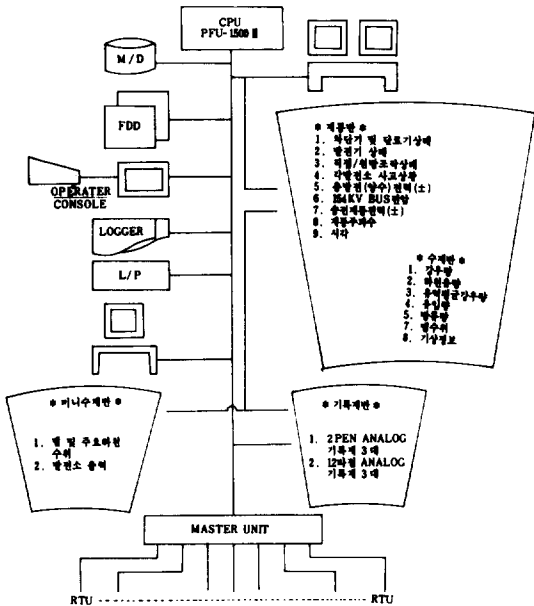 CPU
PFU-1500 Ⅱ
M/D
FDD
OPERATER
CONSOLE
LOGGER
L/P
* 계통반 *
1. 차단기 및 단로기상태
2. 발전기 상태
3. 직접/원방조작상태
4. 각발전소 사고상황
5. 총발전(양수)전력(±)
6. 154KV BUS전압
7. 송전계통전력(±)
8. 계통주파수
9. 시각
* 수계반 *
1. 강우량
2. 하천유량
3. 유역평균강우량
4. 유입량
5. 방류량
7. 댐수위
8. 기상정보
* 미니수계반 *
1. 댐 및 주요하천
수위
2. 발전소 출력
* 기록계반 *
1. 2PEN ANALOG
기록계 3대
2. 12타점 ANALOG
기록계 3대
MASTER UNIT
RTU
RTU